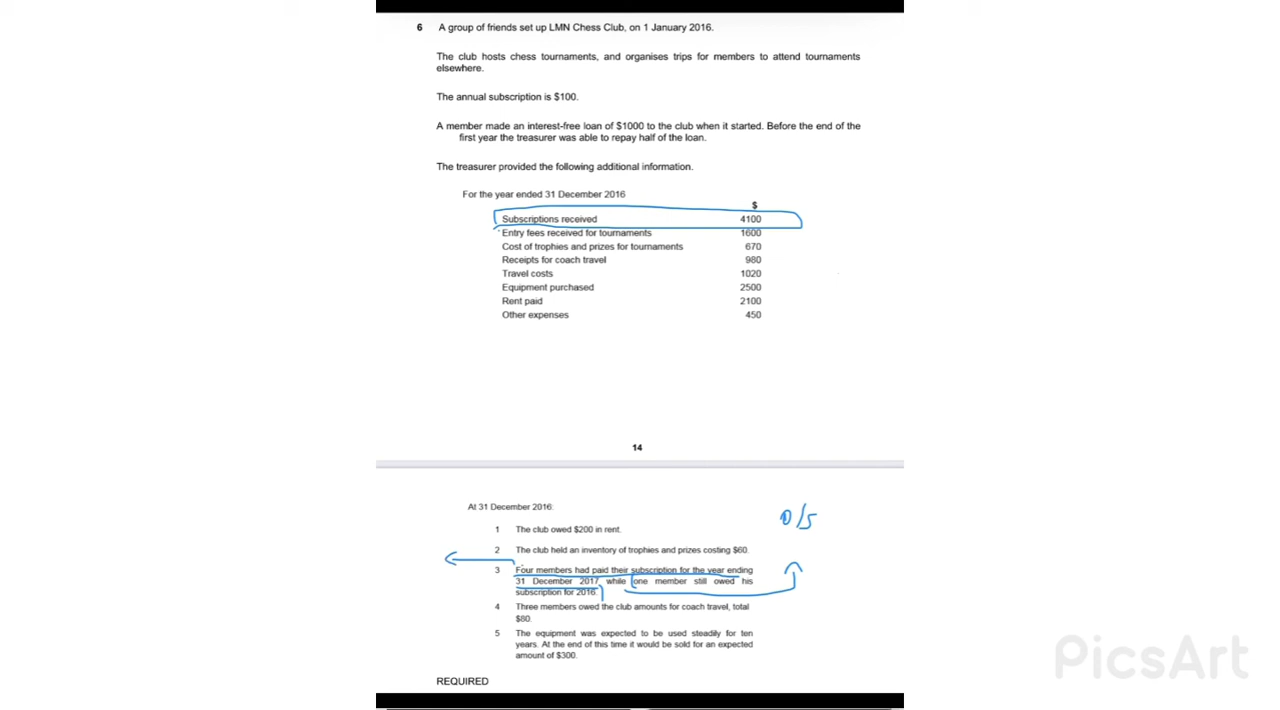 6 A group of friends set up LMN Chess Club, on 1 January 2016.
The club hosts chess tournaments, and organises trips for members to attend tournaments
elsewhere.
The annual subscription is $100.
A member made an interest-free loan of $1000 to the club when it started. Before the end of the
first year the treasurer was able to repay half of the loan.
The treasurer provided the following additional information.
For the year ended 31 December 2016
$
Subscriptions received 4100
Entry fees received for tournaments 1600
Cost of trophies and prizes for tournaments 670
Receipts for coach travel 980
Travel costs 1020
Equipment purchased 2500
Rent paid 2100
Other expenses 450
14
At 31 December 2016:
O/S
1 The club owed $200 in rent.
2 The club held an inventory of trophies and prizes costing $60.
3 Four members had paid their subscription for the year ending
31 December 2017, while one member still owed his
subscription for 2016.
4 Three members owed the club amounts for coach travel, total
$80.
5 The equipment was expected to be used steadily for ten
years. At the end of this time it would be sold for an expected
amount of $300.
REQUIRED
PicsArt